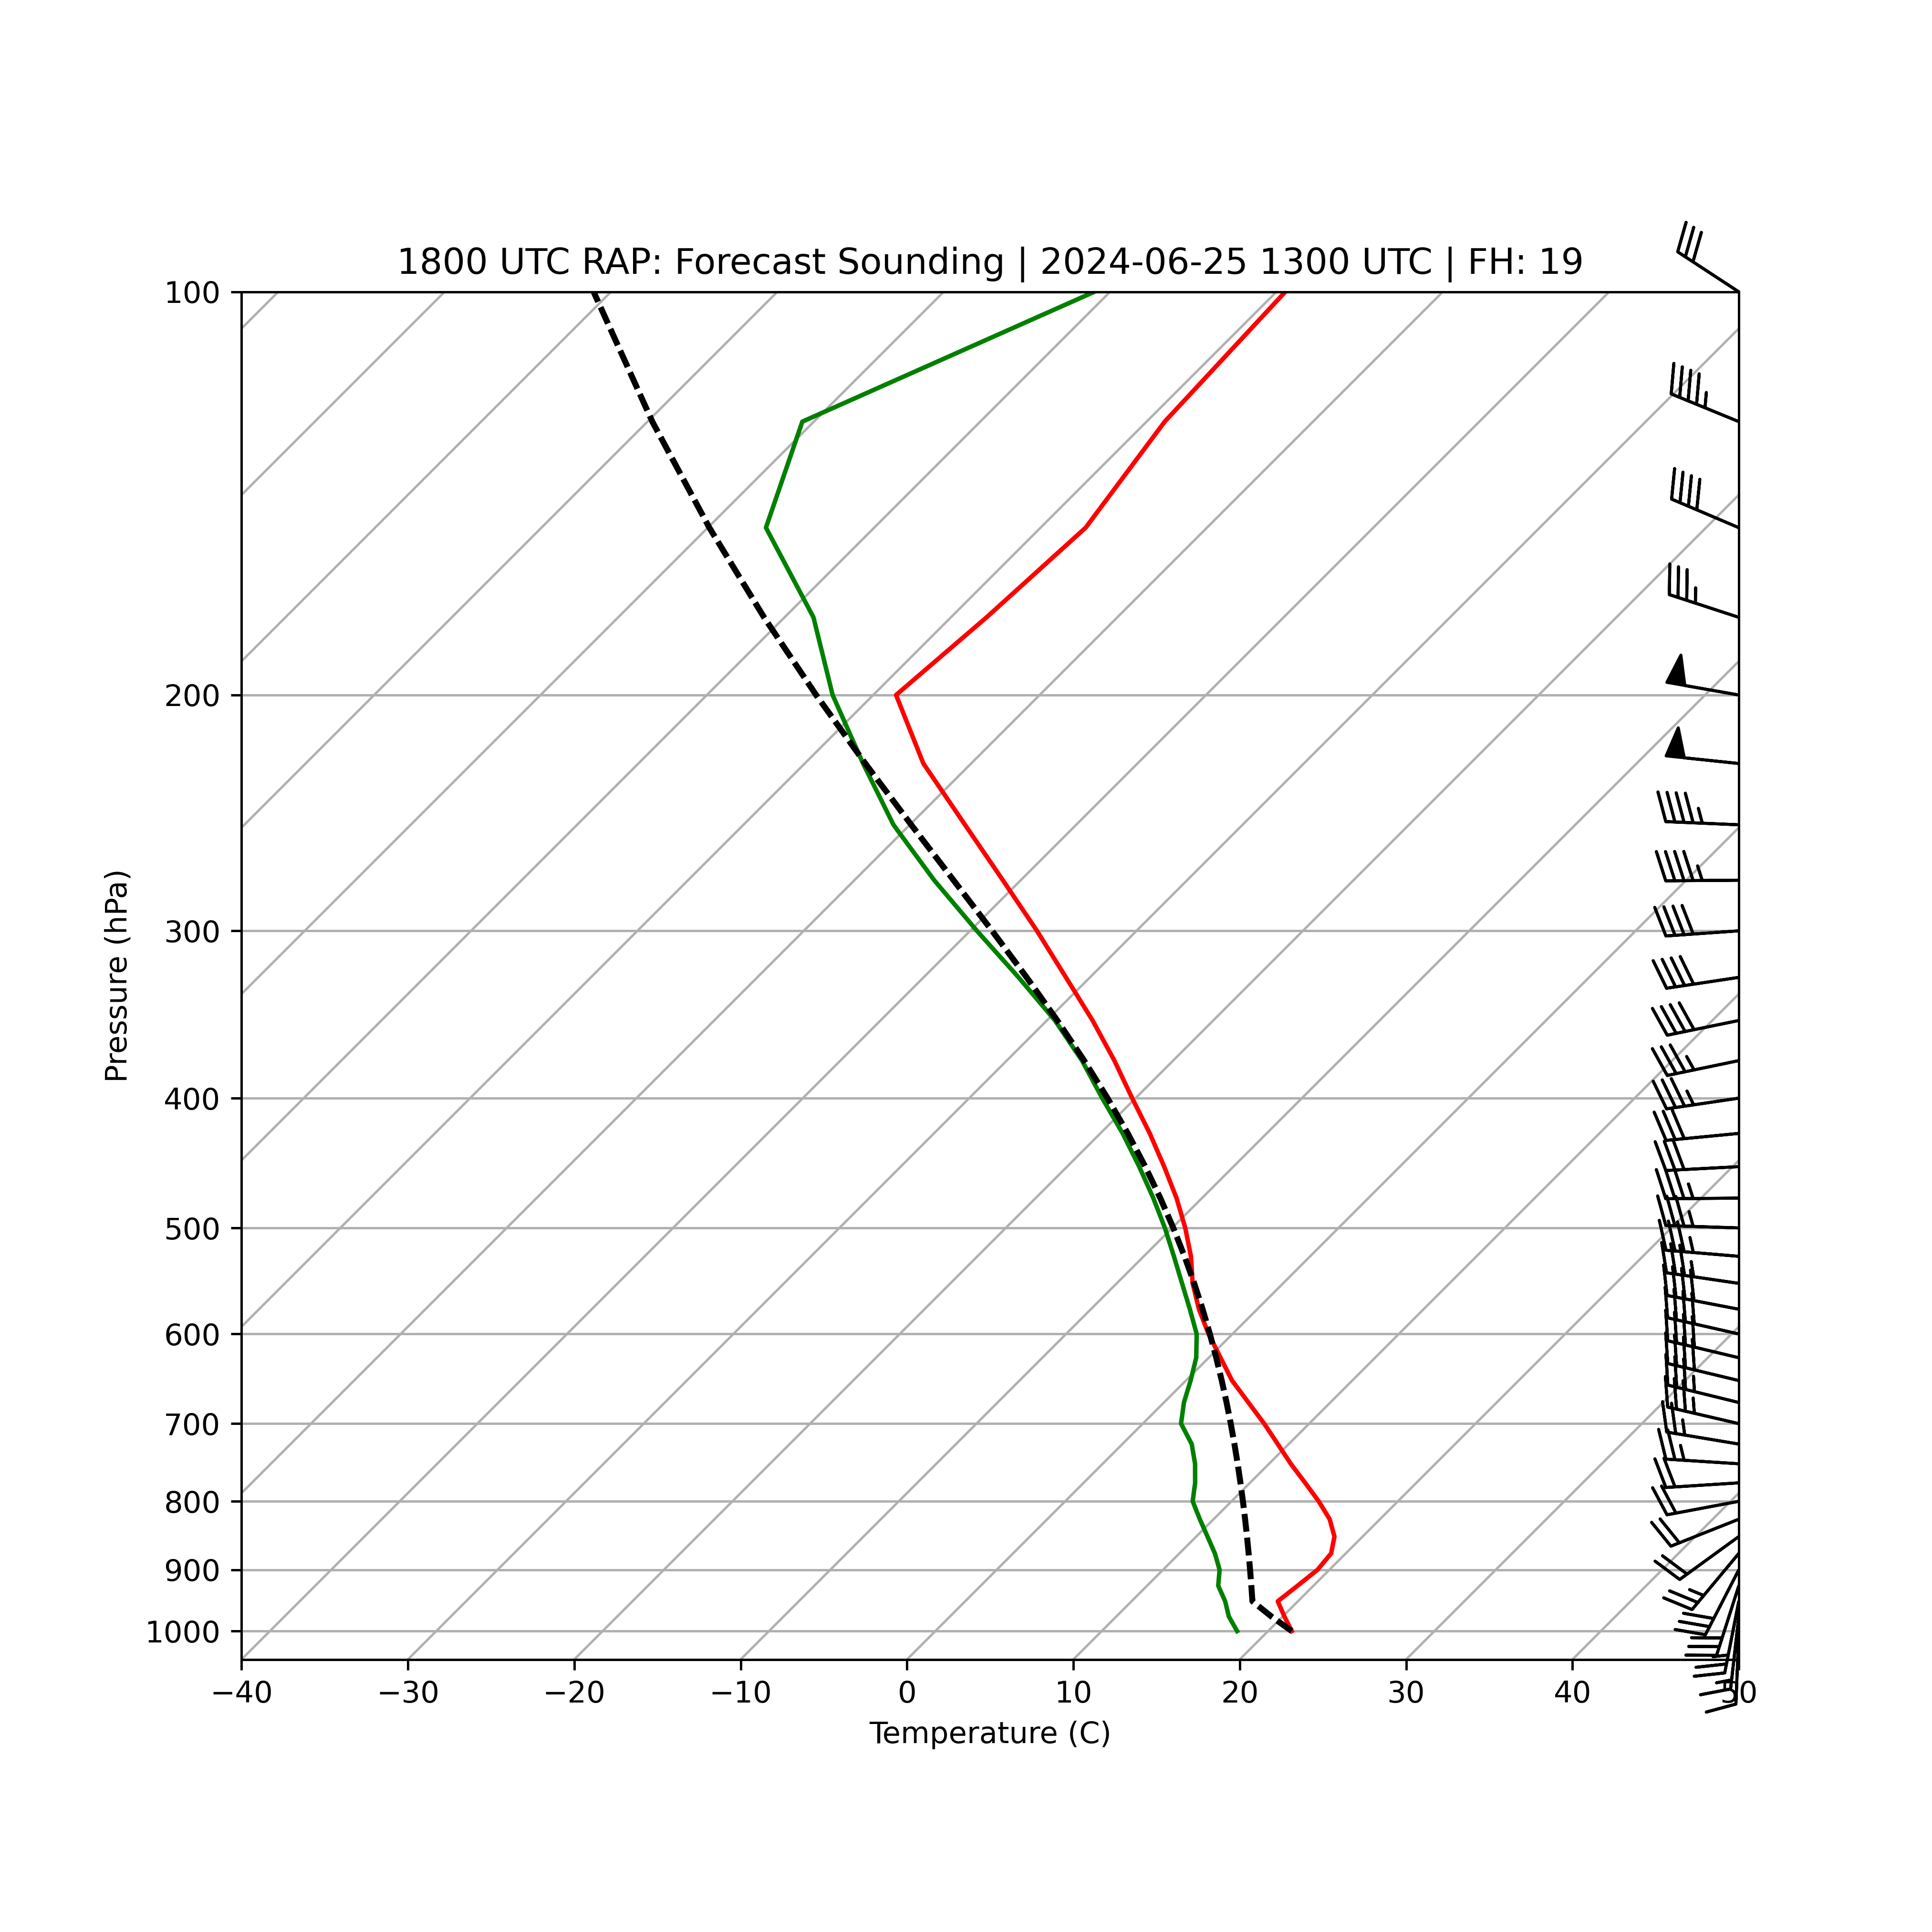 1800 UTC RAP: Forecast Sounding | 2024-06-25 1300 UTC | FH: 19
100
200
300
400
500
600
700
800
900
1000
Pressure (hPa)
−40 −30 −20 −10 0 10 20 30 40 50
Temperature (C)